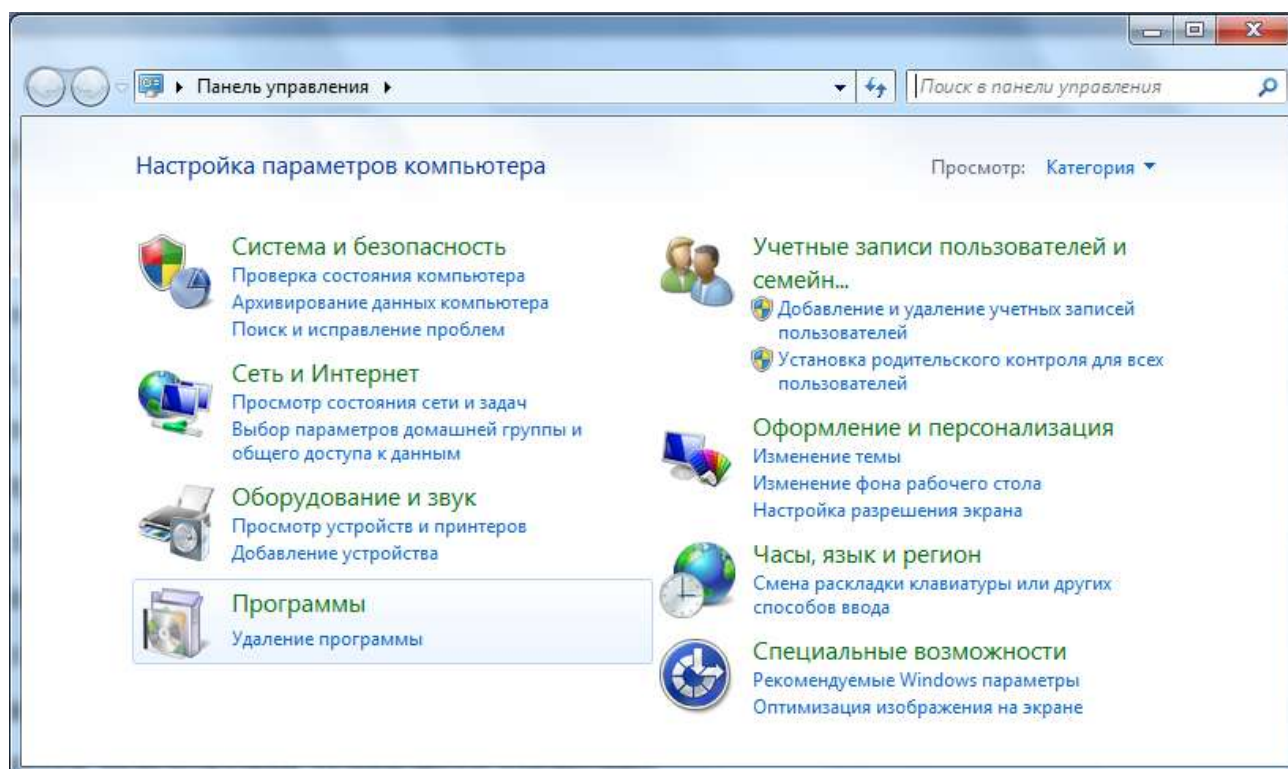 Панель управления
Поиск в панели управления
Настройка параметров компьютера
Просмотр: Категория
Система и безопасность
Проверка состояния компьютера
Архивирование данных компьютера
Поиск и исправление проблем
Сеть и Интернет
Просмотр состояния сети и задач
Выбор параметров домашней группы и
общего доступа к данным
Оборудование и звук
Просмотр устройств и принтеров
Добавление устройства
Программы
Удаление программы
Учетные записи пользователей и
семейн...
Добавление и удаление учетных записей
пользователей
Установка родительского контроля для всех
пользователей
Оформление и персонализация
Изменение темы
Изменение фона рабочего стола
Настройка разрешения экрана
Часы, язык и регион
Смена раскладки клавиатуры или других
способов ввода
Специальные возможности
Рекомендуемые Windows параметры
Оптимизация изображения на экране